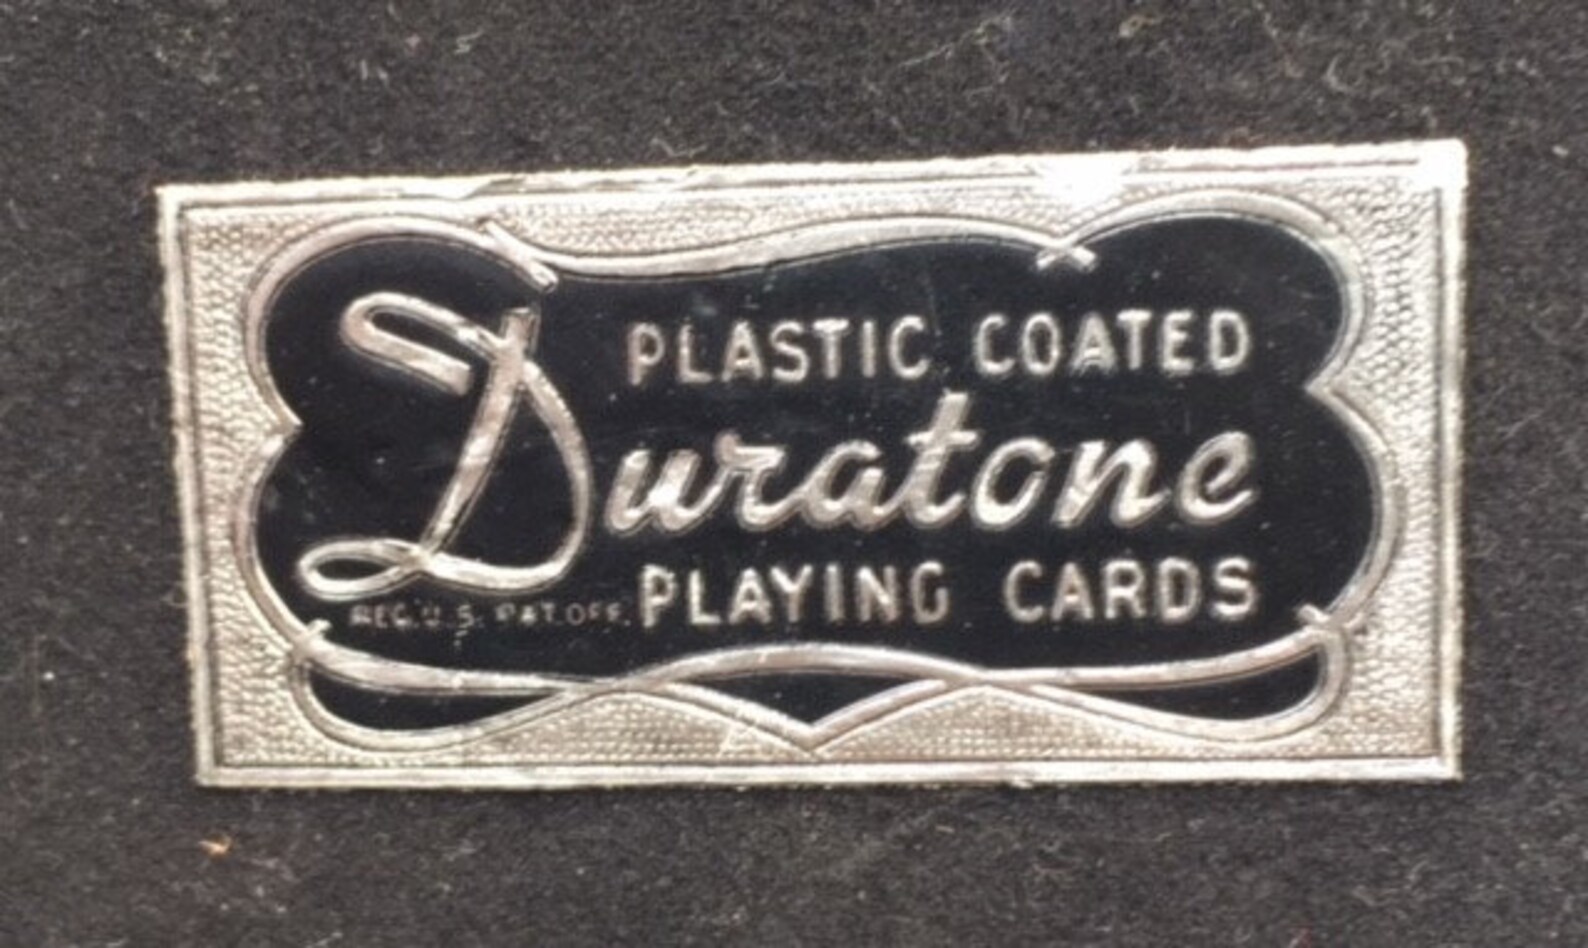 PLASTIC COATED
Duratone
REG. U.S. PAT. OFF. PLAYING CARDS